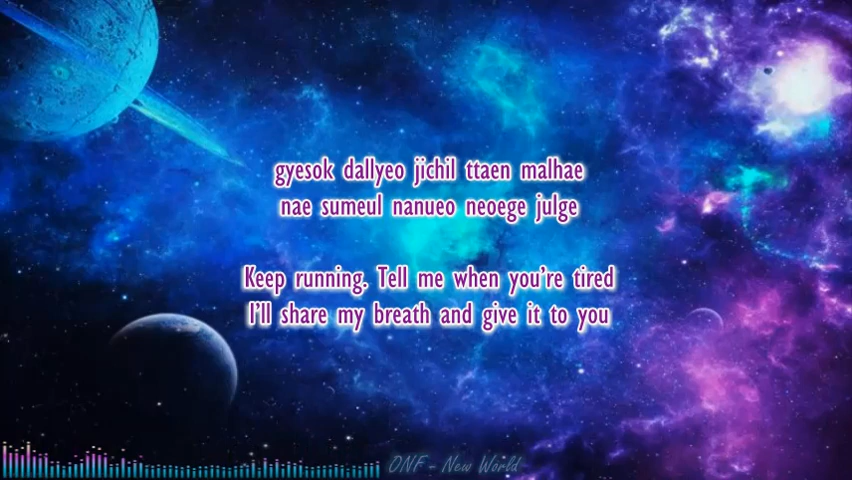 gyesok dallyeo jichil ttaen malhae
nae sumeul nanueo neoege julge
Keep running. Tell me when you're tired
I'll share my breath and give it to you
ONF - New World